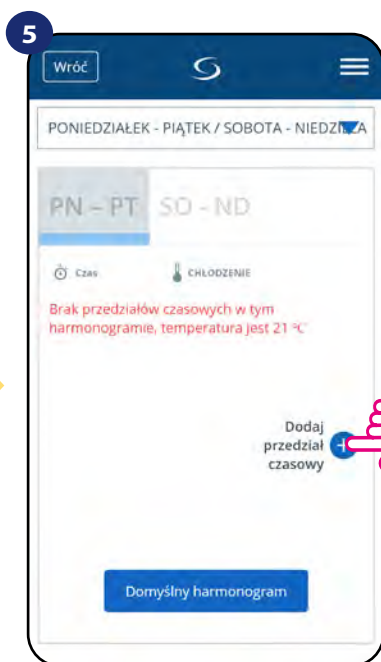 5
Wróć
PONIEDZIAŁEK - PIĄTEK / SOBOTA - NIEDZIELA
PN – PT SO - ND
Czas CHŁODZENIE
Brak przedziałów czasowych w tym
harmonogramie, temperatura jest 21 °C
Dodaj
przedział
czasowy
Domyślny harmonogram